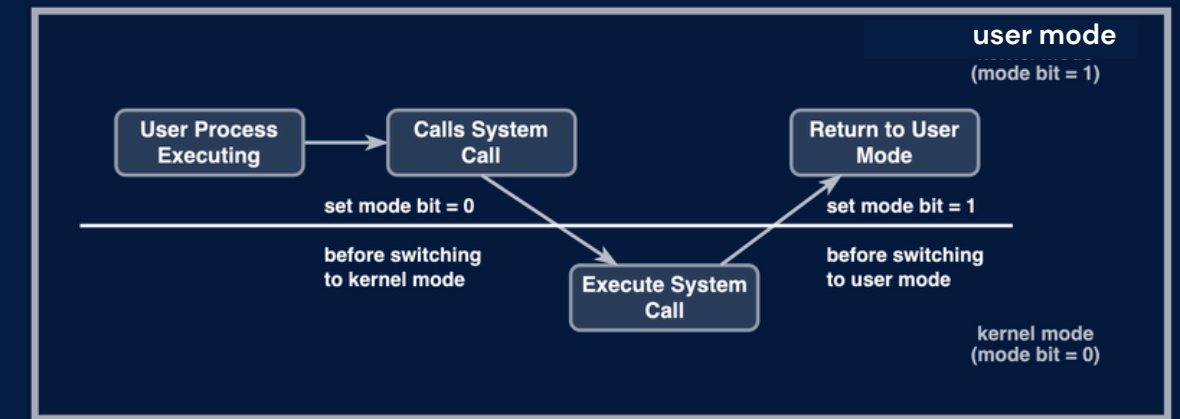 user mode
(mode bit = 1)
User Process
Executing
Calls System
Call
Return to User
Mode
set mode bit = 0
set mode bit = 1
before switching
to kernel mode
before switching
to user mode
Execute System
Call
kernel mode
(mode bit = 0)